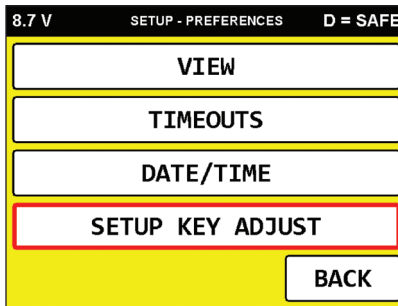 8.7 V SETUP - PREFERENCES D = SAFE
VIEW
TIMEOUTS
DATE/TIME
SETUP KEY ADJUST
BACK